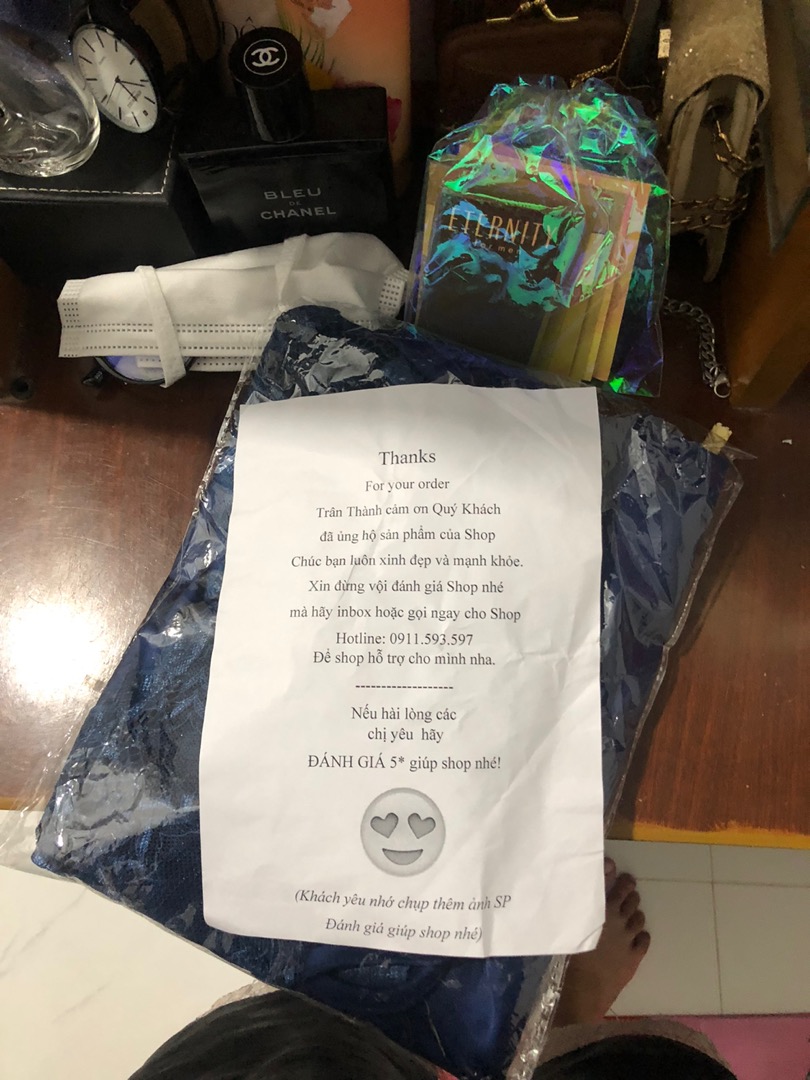 BLEU
DE
CHANEL
ETERNITY
for men
Thanks
For your order
Trân Thành cảm ơn Quý Khách
đã ủng hộ sản phẩm của Shop
Chúc bạn luôn xinh đẹp và mạnh khỏe.
Xin đừng vội đánh giá Shop nhé
mà hãy inbox hoặc gọi ngay cho Shop
Hotline: 0911.593.597
Để shop hỗ trợ cho mình nha.
-------------------
Nếu hài lòng các
chị yêu hãy
ĐÁNH GIÁ 5* giúp shop nhé!
(Khách yêu nhớ chụp thêm ảnh SP
Đánh giá giúp shop nhé)